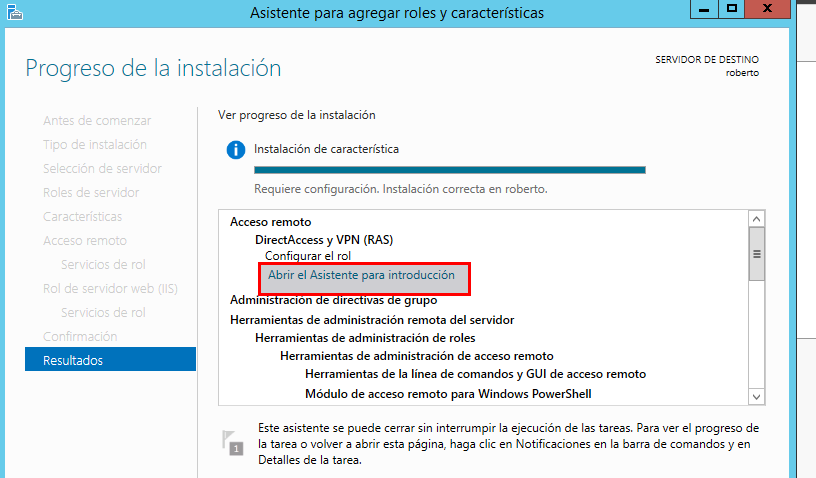 Asistente para agregar roles y características
Progreso de la instalación
SERVIDOR DE DESTINO
roberto
Antes de comenzar
Tipo de instalación
Selección de servidor
Roles de servidor
Características
Acceso remoto
Servicios de rol
Rol de servidor web (IIS)
Servicios de rol
Confirmación
Resultados
Ver progreso de la instalación
Instalación de característica
Requiere configuración. Instalación correcta en roberto.
Acceso remoto
DirectAccess y VPN (RAS)
Configurar el rol
Abrir el Asistente para introducción
Administración de directivas de grupo
Herramientas de administración remota del servidor
Herramientas de administración de roles
Herramientas de administración de acceso remoto
Herramientas de la línea de comandos y GUI de acceso remoto
Módulo de acceso remoto para Windows PowerShell
1
Este asistente se puede cerrar sin interrumpir la ejecución de las tareas. Para ver el progreso de
la tarea o volver a abrir esta página, haga clic en Notificaciones en la barra de comandos y en
Detalles de la tarea.